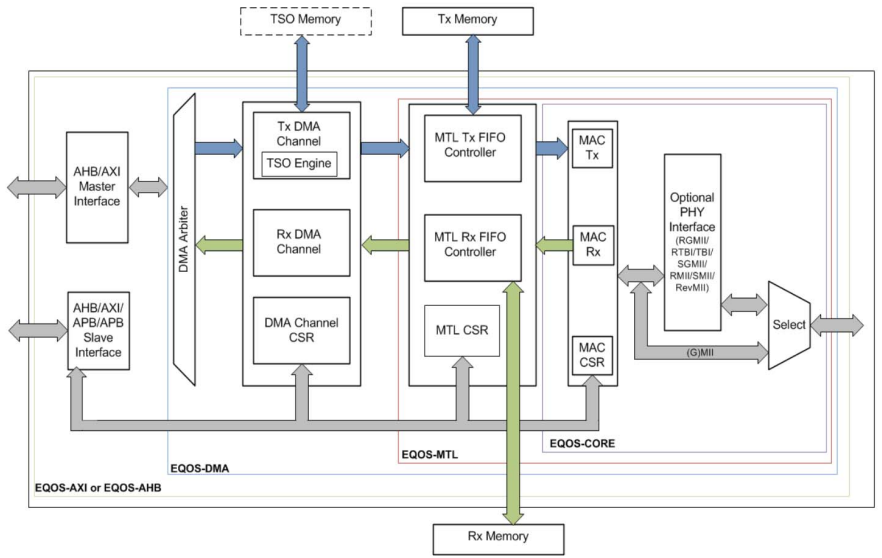 TSO Memory
Tx Memory
AHB/AXI
Master
Interface
DMA Arbiter
Tx DMA
Channel
TSO Engine
MTL Tx FIFO
Controller
MAC
Tx
Optional
PHY
Interface
(RGMII/
RTBI/TBI/
SGMII/
RMII/SMII/
RevMII)
Rx DMA
Channel
MTL Rx FIFO
Controller
MAC
Rx
AHB/AXI/
APB/APB
Slave
Interface
DMA Channel
CSR
MTL CSR
MAC
CSR
(G)MII
Select
EQOS-CORE
EQOS-MTL
EQOS-DMA
EQOS-AXI or EQOS-AHB
Rx Memory